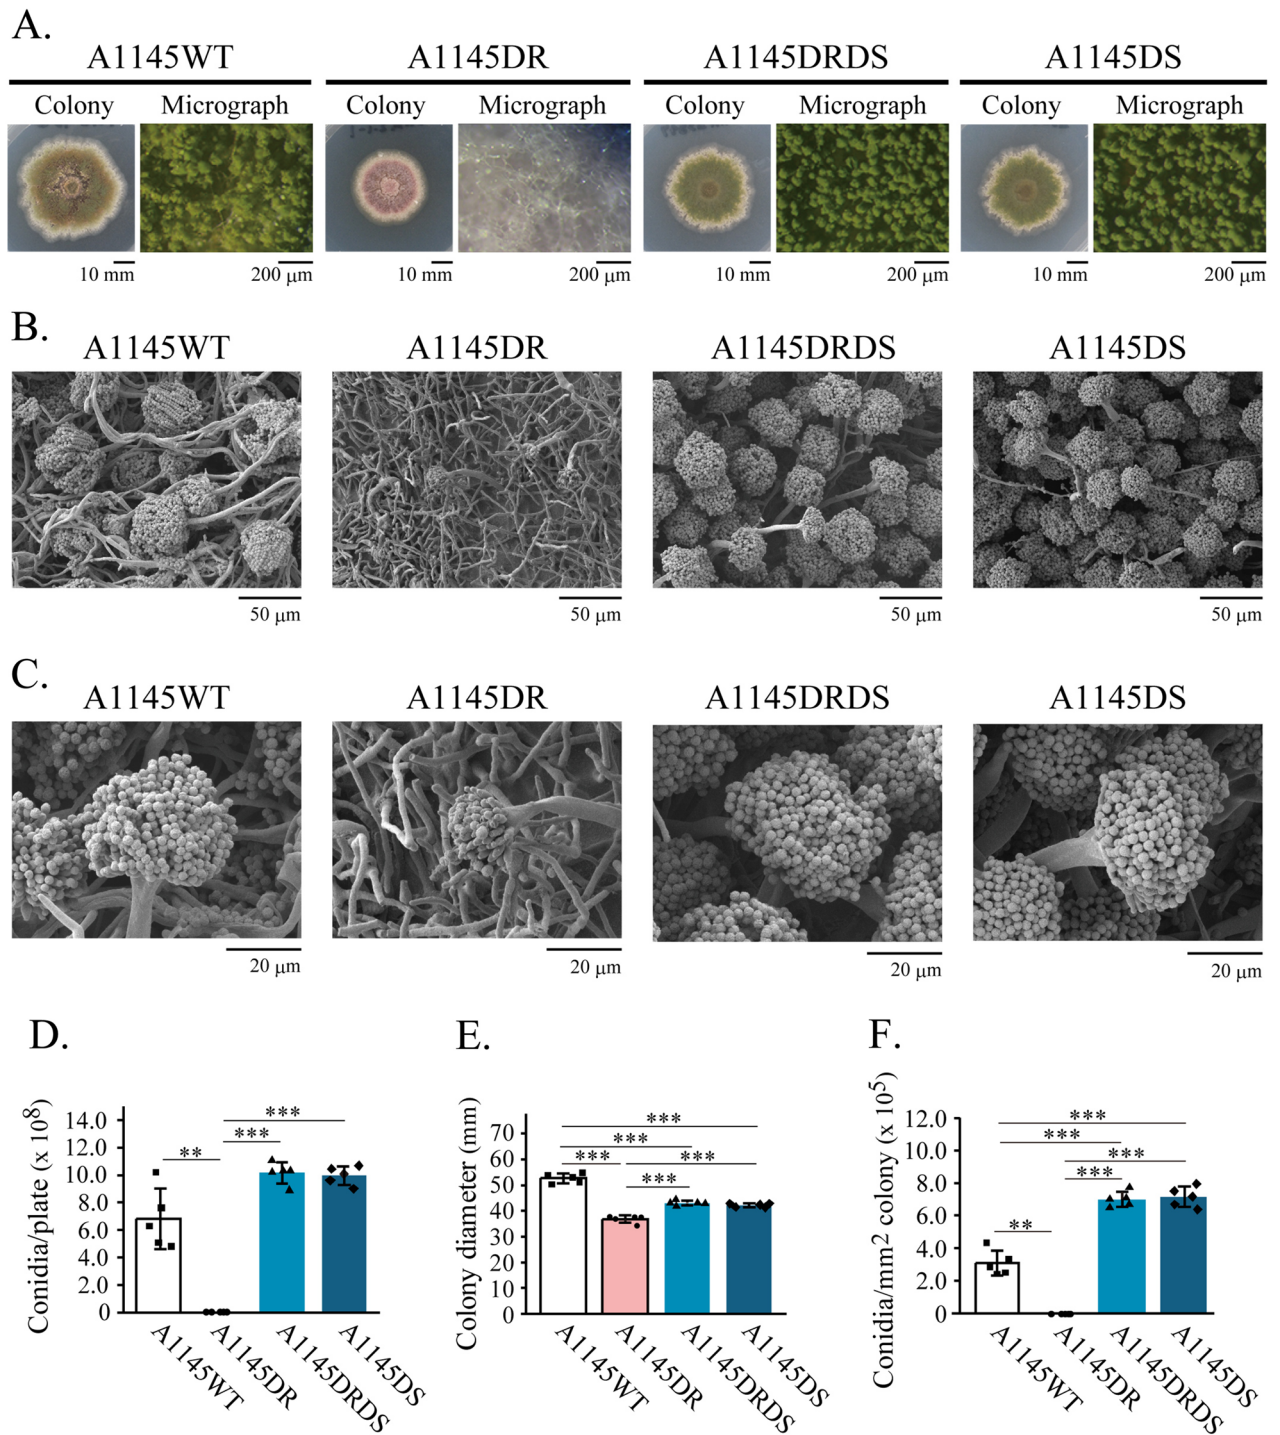 A.
A1145WT A1145DR A1145DRDS A1145DS
Colony Micrograph Colony Micrograph Colony Micrograph Colony Micrograph
10 mm 200 μm 10 mm 200 μm 10 mm 200 μm 10 mm 200 μm
B.
A1145WT A1145DR A1145DRDS A1145DS
50 μm 50 μm 50 μm 50 μm
C.
A1145WT A1145DR A1145DRDS A1145DS
20 μm 20 μm 20 μm 20 μm
D.
Conidia/plate (x 10⁸)
14.0
12.0
10.0
8.0
6.0
4.0
2.0
0
***
***
**
A1145WT
A1145DR
A1145DRDS
A1145DS
E.
Colony diameter (mm)
70
60
50
40
30
20
10
0
***
***
*** ***
***
A1145WT
A1145DR
A1145DRDS
A1145DS
F.
Conidia/mm² colony (x 10⁵)
12.0
10.0
8.0
6.0
4.0
2.0
0
***
***
***
***
**
A1145WT
A1145DR
A1145DRDS
A1145DS